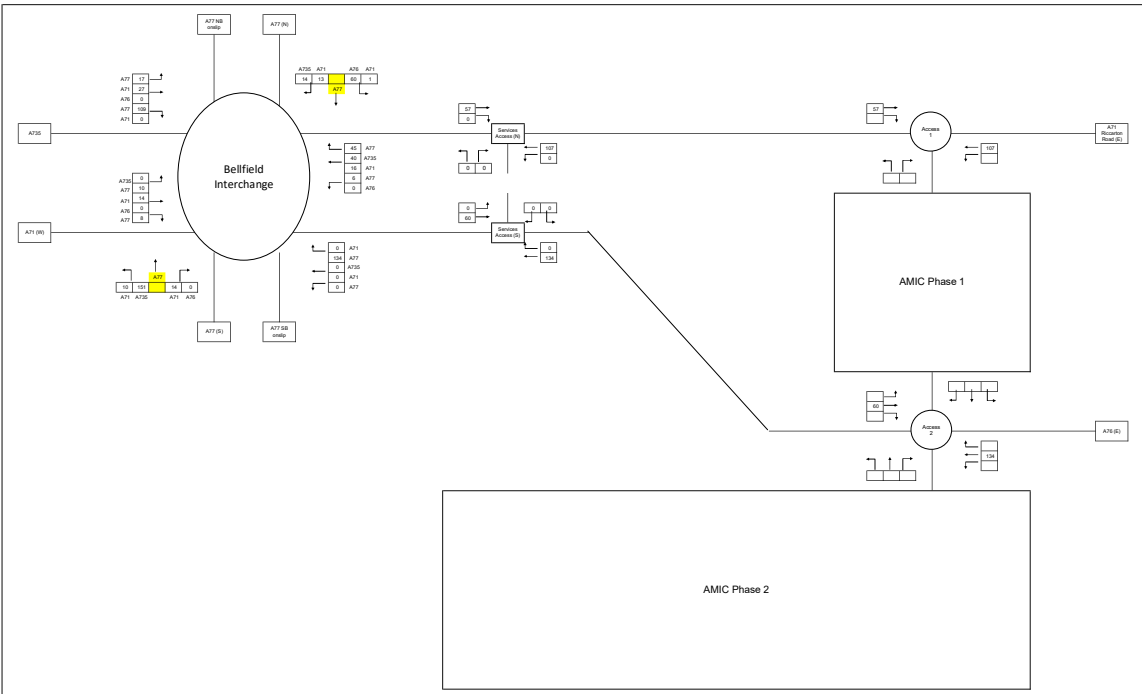 A77 NB
onslip
A77 (N)
A735 A71 A76 A71
14 13 60 1
A77
A77 17
A71 27
A76 0
A77 109
A71 0
A735
Bellfield
Interchange
45 A77
40 A735
16 A71
6 A77
0 A76
57
0
Services
Access (N)
107
0
0 0
57
Access
1
107
A71
Riccarton
Road (E)
A735 0
A77 10
A71 14
A76 0
A77 8
A71 (W)
0
60
0 0
Services
Access (S)
0
134
0 A71
134 A77
0 A735
0 A71
0 A77
A77
10 151 14 0
A71 A735 A71 A76
A77 (S)
A77 SB
onslip
AMIC Phase 1
60
Access
2
134
A76 (E)
AMIC Phase 2